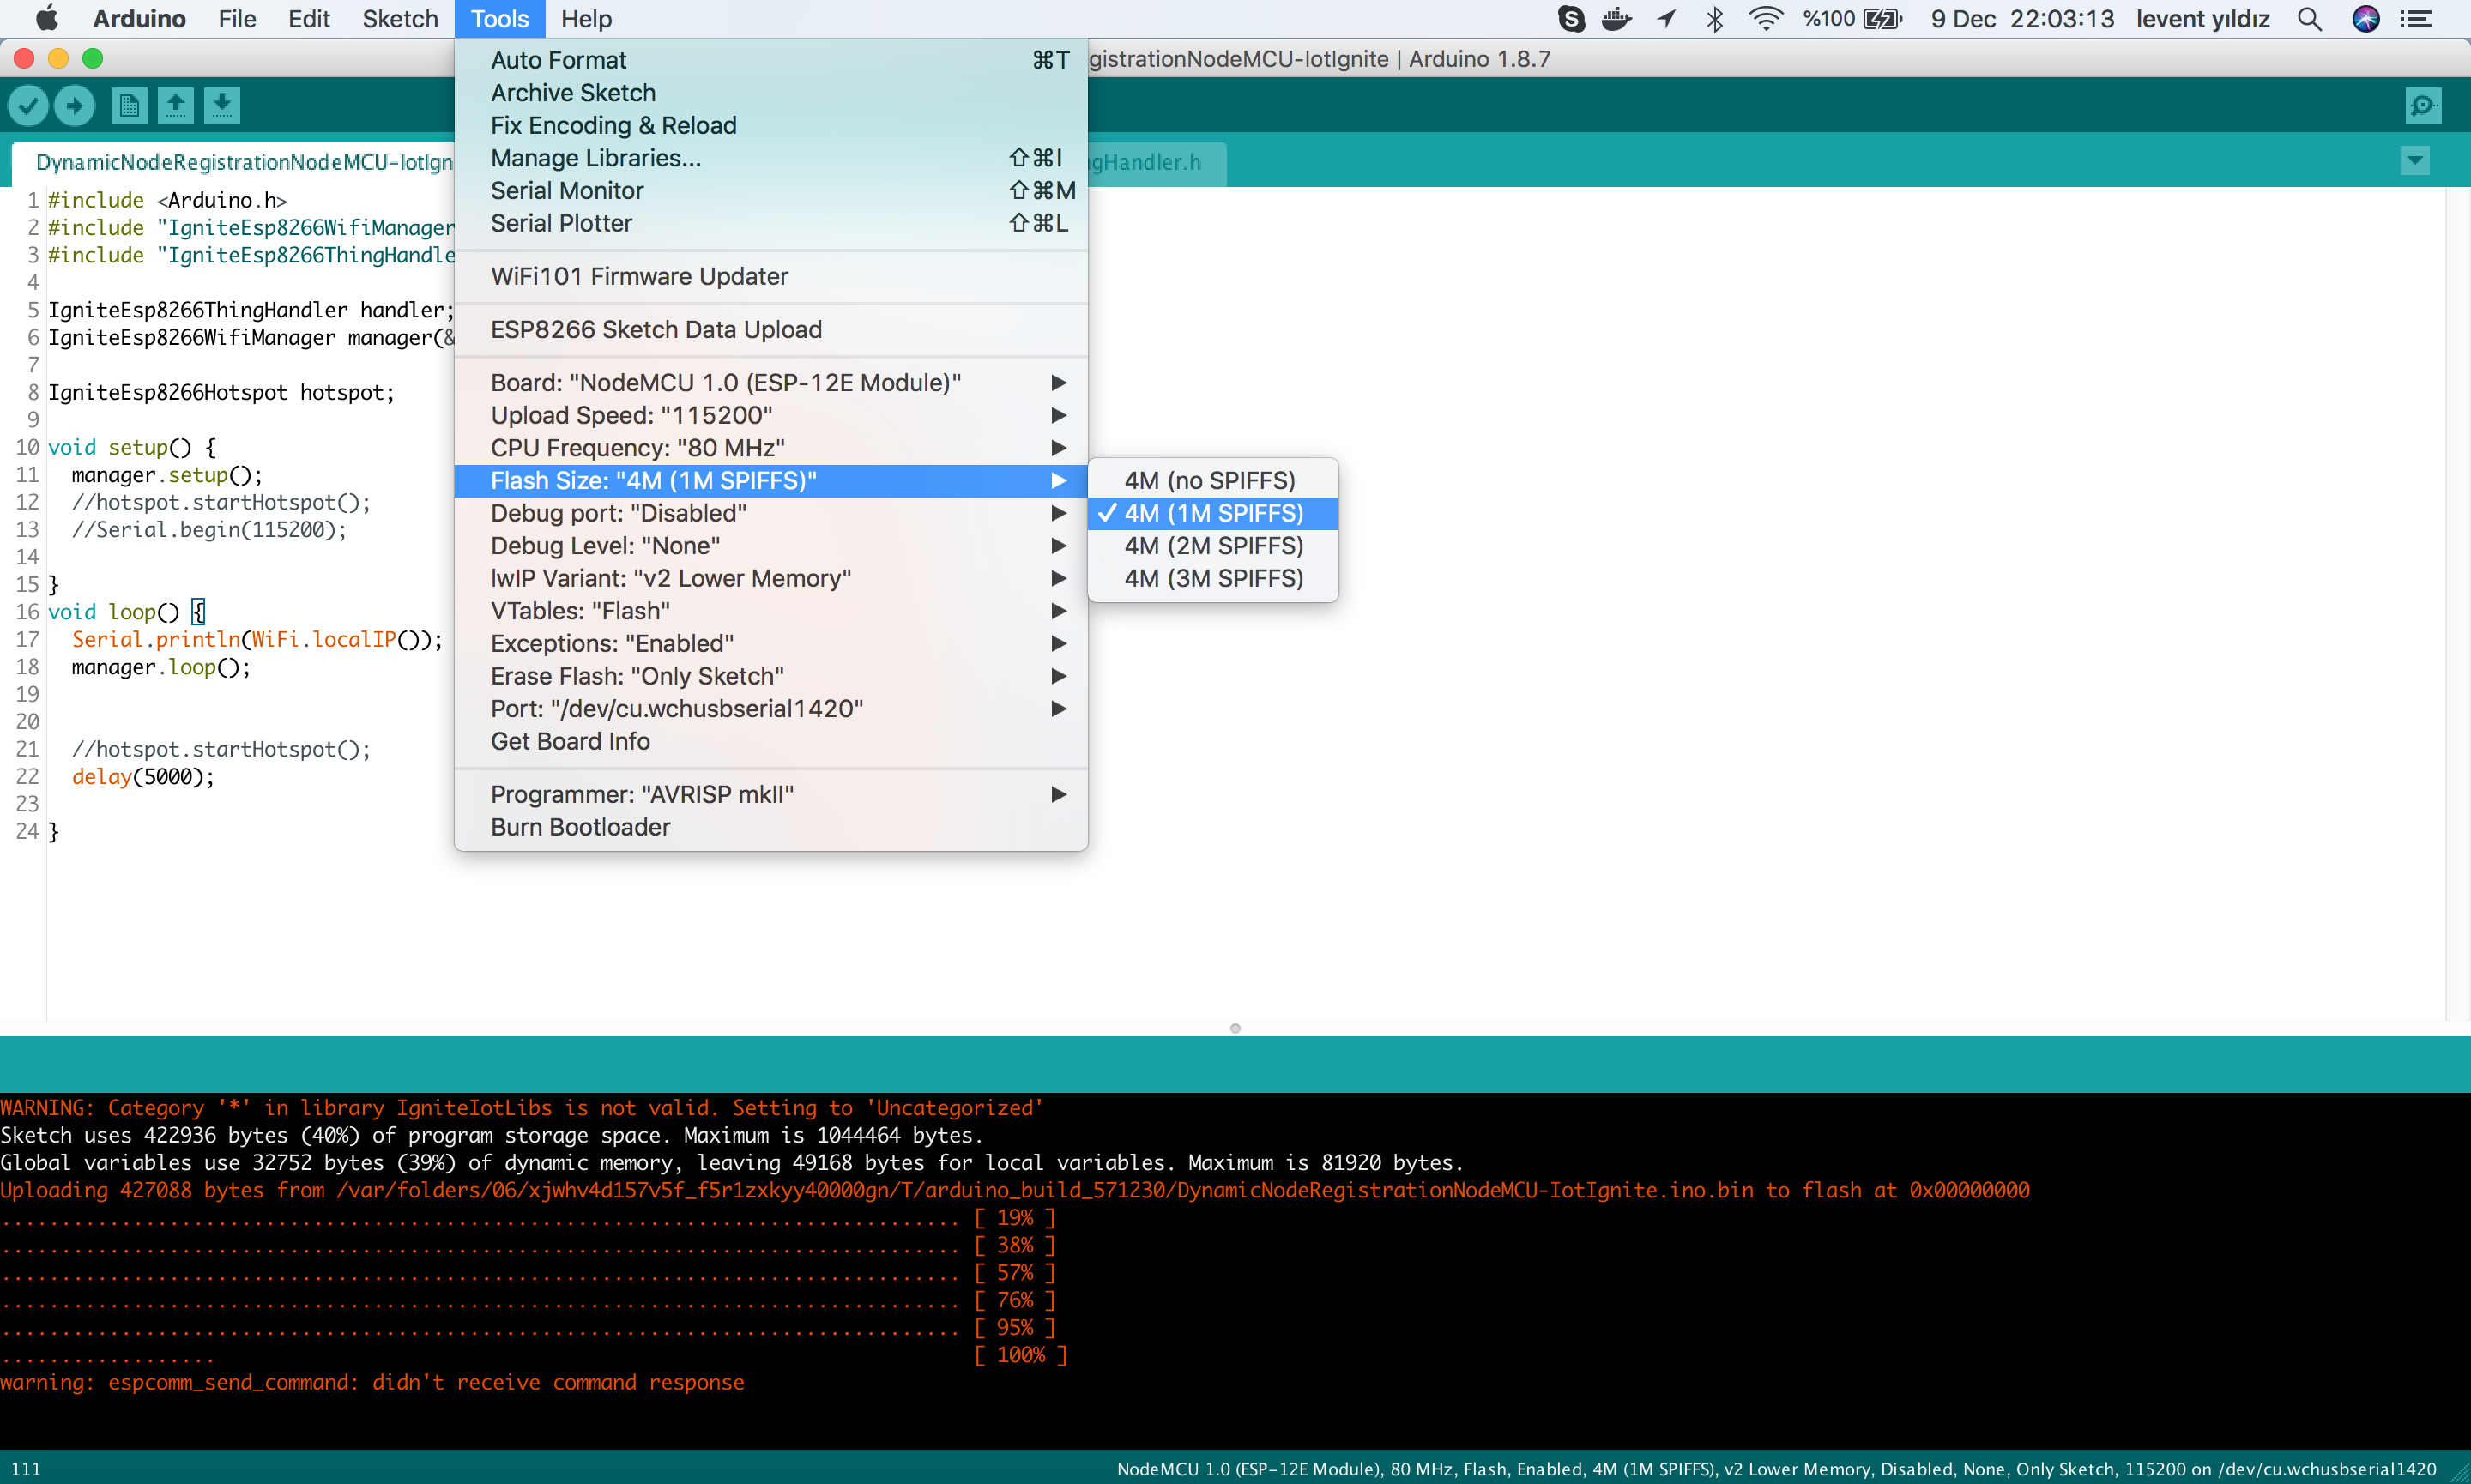 Arduino File Edit Sketch Tools Help %100 9 Dec 22:03:13 levent yıldız
gistrationNodeMCU-IotIgnite | Arduino 1.8.7
DynamicNodeRegistrationNodeMCU-IotIgn
ngHandler.h
Auto Format ⌘T
Archive Sketch
Fix Encoding & Reload
Manage Libraries... ⇧⌘I
Serial Monitor ⇧⌘M
Serial Plotter ⇧⌘L
WiFi101 Firmware Updater
ESP8266 Sketch Data Upload
Board: "NodeMCU 1.0 (ESP-12E Module)"
Upload Speed: "115200"
CPU Frequency: "80 MHz"
Flash Size: "4M (1M SPIFFS)"
Debug port: "Disabled"
Debug Level: "None"
lwIP Variant: "v2 Lower Memory"
VTables: "Flash"
Exceptions: "Enabled"
Erase Flash: "Only Sketch"
Port: "/dev/cu.wchusbserial1420"
Get Board Info
Programmer: "AVRISP mkII"
Burn Bootloader
4M (no SPIFFS)
✓ 4M (1M SPIFFS)
4M (2M SPIFFS)
4M (3M SPIFFS)
1 #include <Arduino.h>
2 #include "IgniteEsp8266WifiManager
3 #include "IgniteEsp8266ThingHandle
4
5 IgniteEsp8266ThingHandler handler;
6 IgniteEsp8266WifiManager manager(&
7
8 IgniteEsp8266Hotspot hotspot;
9
10 void setup() {
11 manager.setup();
12 //hotspot.startHotspot();
13 //Serial.begin(115200);
14
15 }
16 void loop() {
17 Serial.println(WiFi.localIP());
18 manager.loop();
19
20
21 //hotspot.startHotspot();
22 delay(5000);
23
24 }
WARNING: Category '*' in library IgniteIotLibs is not valid. Setting to 'Uncategorized'
Sketch uses 422936 bytes (40%) of program storage space. Maximum is 1044464 bytes.
Global variables use 32752 bytes (39%) of dynamic memory, leaving 49168 bytes for local variables. Maximum is 81920 bytes.
Uploading 427088 bytes from /var/folders/06/xjwhv4d157v5f_f5r1zxkyy40000gn/T/arduino_build_571230/DynamicNodeRegistrationNodeMCU-IotIgnite.ino.bin to flash at 0x00000000
................................................................................ [ 19% ]
................................................................................ [ 38% ]
................................................................................ [ 57% ]
................................................................................ [ 76% ]
................................................................................ [ 95% ]
.................. [ 100% ]
warning: espcomm_send_command: didn't receive command response
111 NodeMCU 1.0 (ESP-12E Module), 80 MHz, Flash, Enabled, 4M (1M SPIFFS), v2 Lower Memory, Disabled, None, Only Sketch, 115200 on /dev/cu.wchusbserial1420